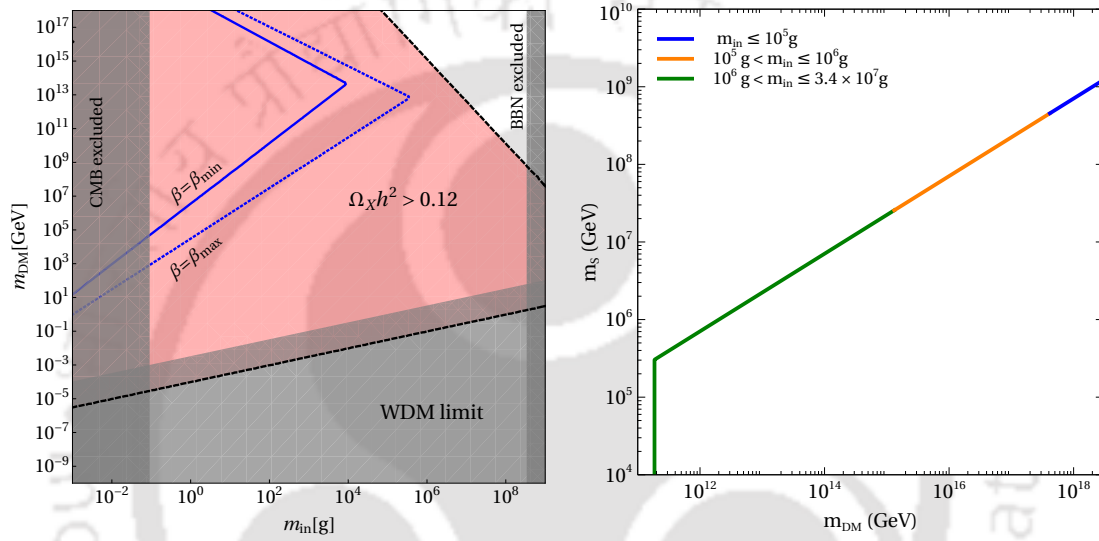 10^17
10^15
10^13
10^11
10^9
10^7
10^5
10^3
10^1
10^-1
10^-3
10^-5
10^-7
10^-9
m_DM[GeV]
CMB excluded
BBN excluded
β=β_min
β=β_max
Ω_X h^2 > 0.12
WDM limit
10^-2 10^0 10^2 10^4 10^6 10^8
m_in[g]
10^10
10^9
10^8
10^7
10^6
10^5
10^4
m_S (GeV)
m_in ≤ 10^5g
10^5 g < m_in ≤ 10^6g
10^6 g < m_in ≤ 3.4 × 10^7g
10^12 10^14 10^16 10^18
m_DM (GeV)